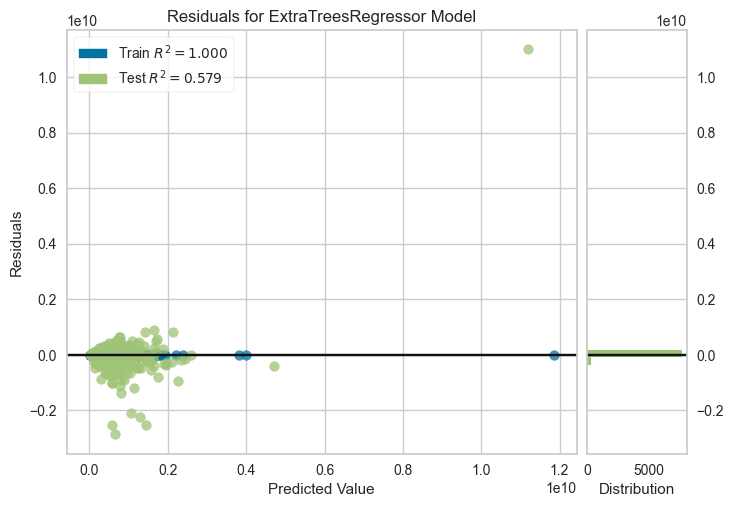 Residuals for ExtraTreesRegressor Model
1e10
1e10
Train R² = 1.000
Test R² = 0.579
1.0
0.8
0.6
0.4
0.2
0.0
−0.2
Residuals
0.0 0.2 0.4 0.6 0.8 1.0 1.2
1e10
Predicted Value
1.0
0.8
0.6
0.4
0.2
0.0
−0.2
0 5000
Distribution